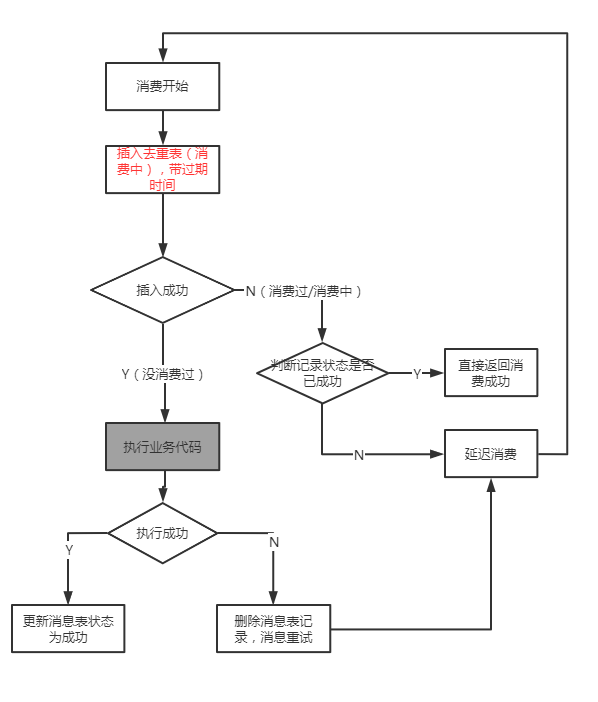 消费开始
插入去重表（消
费中），带过期
时间
插入成功
N（消费过/消费中）
判断记录状态是否
已成功
Y
直接返回消
费成功
Y（没消费过）
执行业务代码
N
延迟消费
执行成功
Y
N
更新消息表状态
为成功
删除消息表记
录，消息重试